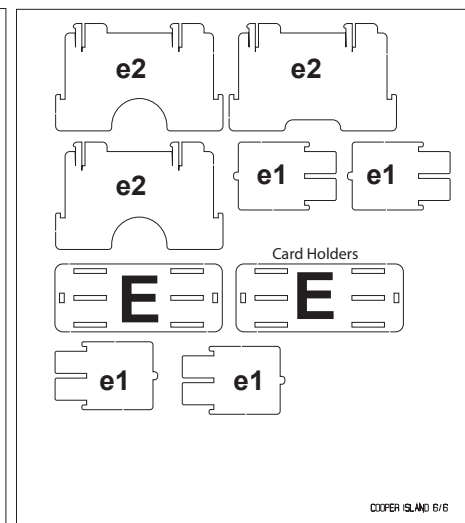 e2 e2
e2 e1 e1
Card Holders
E E
e1 e1
COOPER ISLAND 6/6